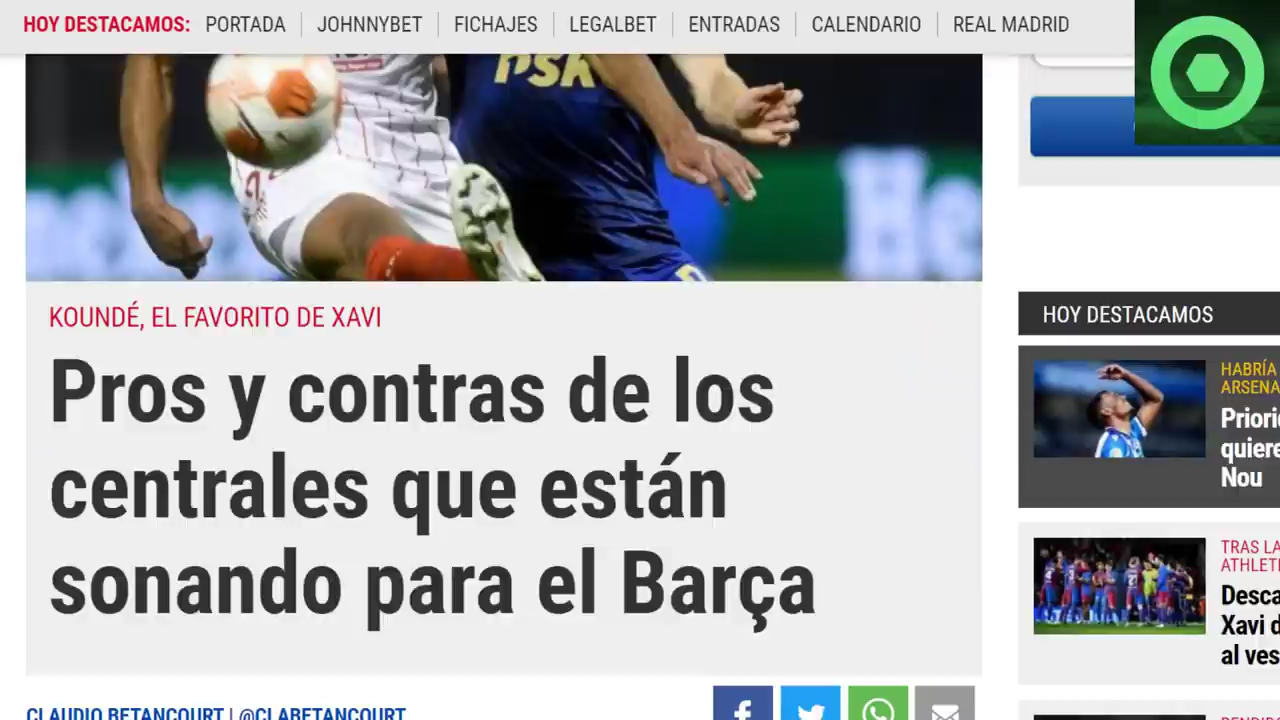 HOY DESTACAMOS: PORTADA JOHNNYBET FICHAJES LEGALBET ENTRADAS CALENDARIO REAL MADRID
PSK
KOUNDÉ, EL FAVORITO DE XAVI
Pros y contras de los
centrales que están
sonando para el Barça
CLAUDIO BETANCOURT | @CLABETANCOURT
HOY DESTACAMOS
HABRÍA
ARSENA
Priori
quiere
Nou
TRAS LA
ATHLETI
Desca
Xavi d
al ves